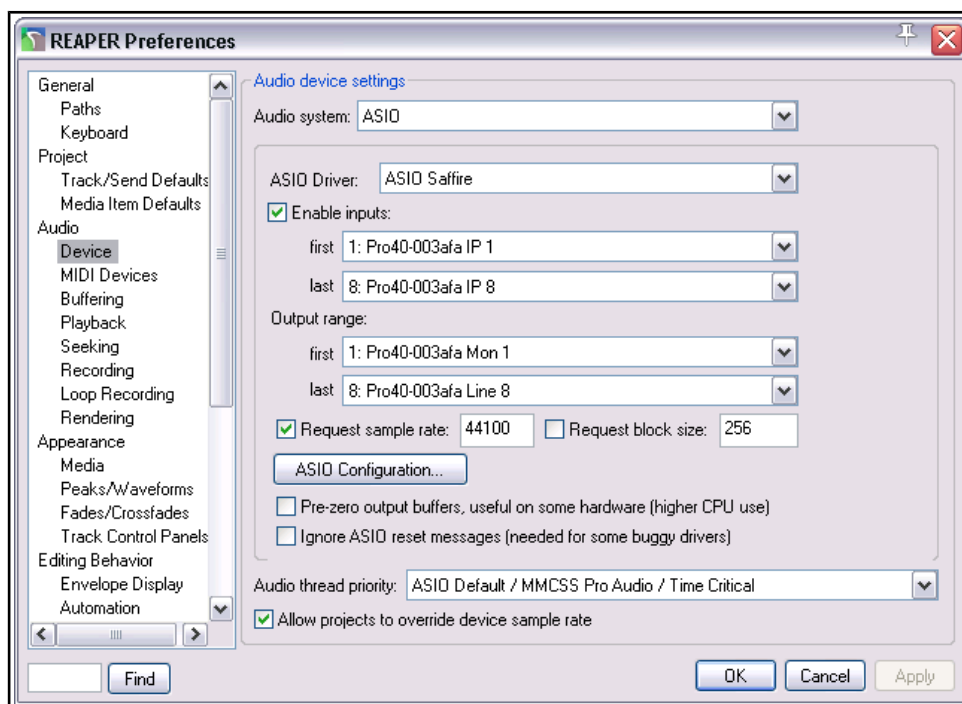 REAPER Preferences
General
Paths
Keyboard
Project
Track/Send Defaults
Media Item Defaults
Audio
Device
MIDI Devices
Buffering
Playback
Seeking
Recording
Loop Recording
Rendering
Appearance
Media
Peaks/Waveforms
Fades/Crossfades
Track Control Panels
Editing Behavior
Envelope Display
Automation
Find
Audio device settings
Audio system: ASIO
ASIO Driver: ASIO Saffire
Enable inputs:
first 1: Pro40-003afa IP 1
last 8: Pro40-003afa IP 8
Output range:
first 1: Pro40-003afa Mon 1
last 8: Pro40-003afa Line 8
Request sample rate: 44100 Request block size: 256
ASIO Configuration...
Pre-zero output buffers, useful on some hardware (higher CPU use)
Ignore ASIO reset messages (needed for some buggy drivers)
Audio thread priority: ASIO Default / MMCSS Pro Audio / Time Critical
Allow projects to override device sample rate
OK Cancel Apply